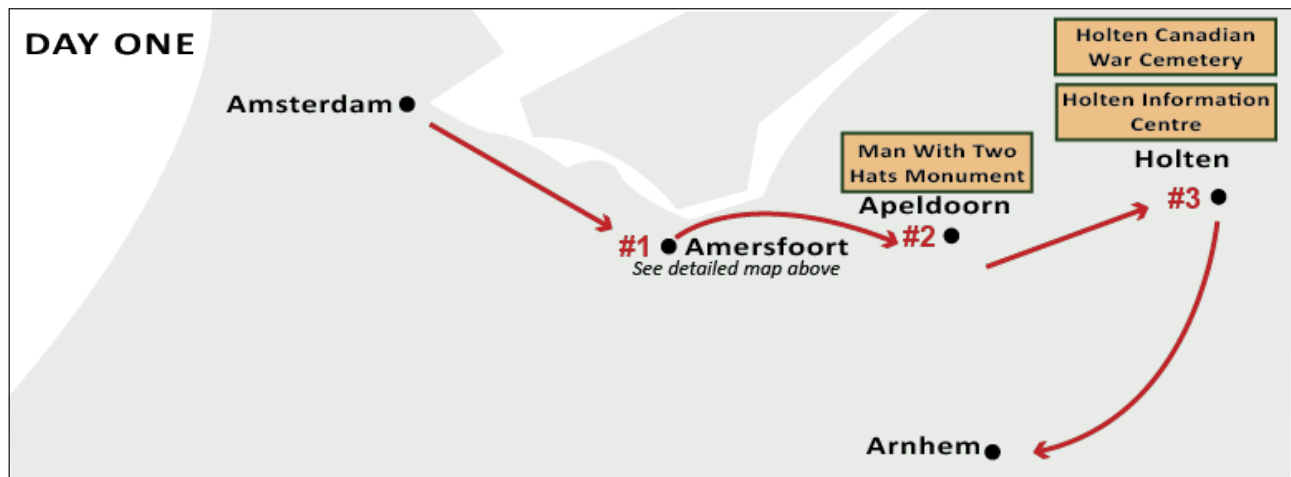 DAY ONE
Holten Canadian
War Cemetery
Amsterdam
Holten Information
Centre
Man With Two
Hats Monument
Holten
Apeldoorn
#3
#2
#1 Amersfoort
See detailed map above
Arnhem